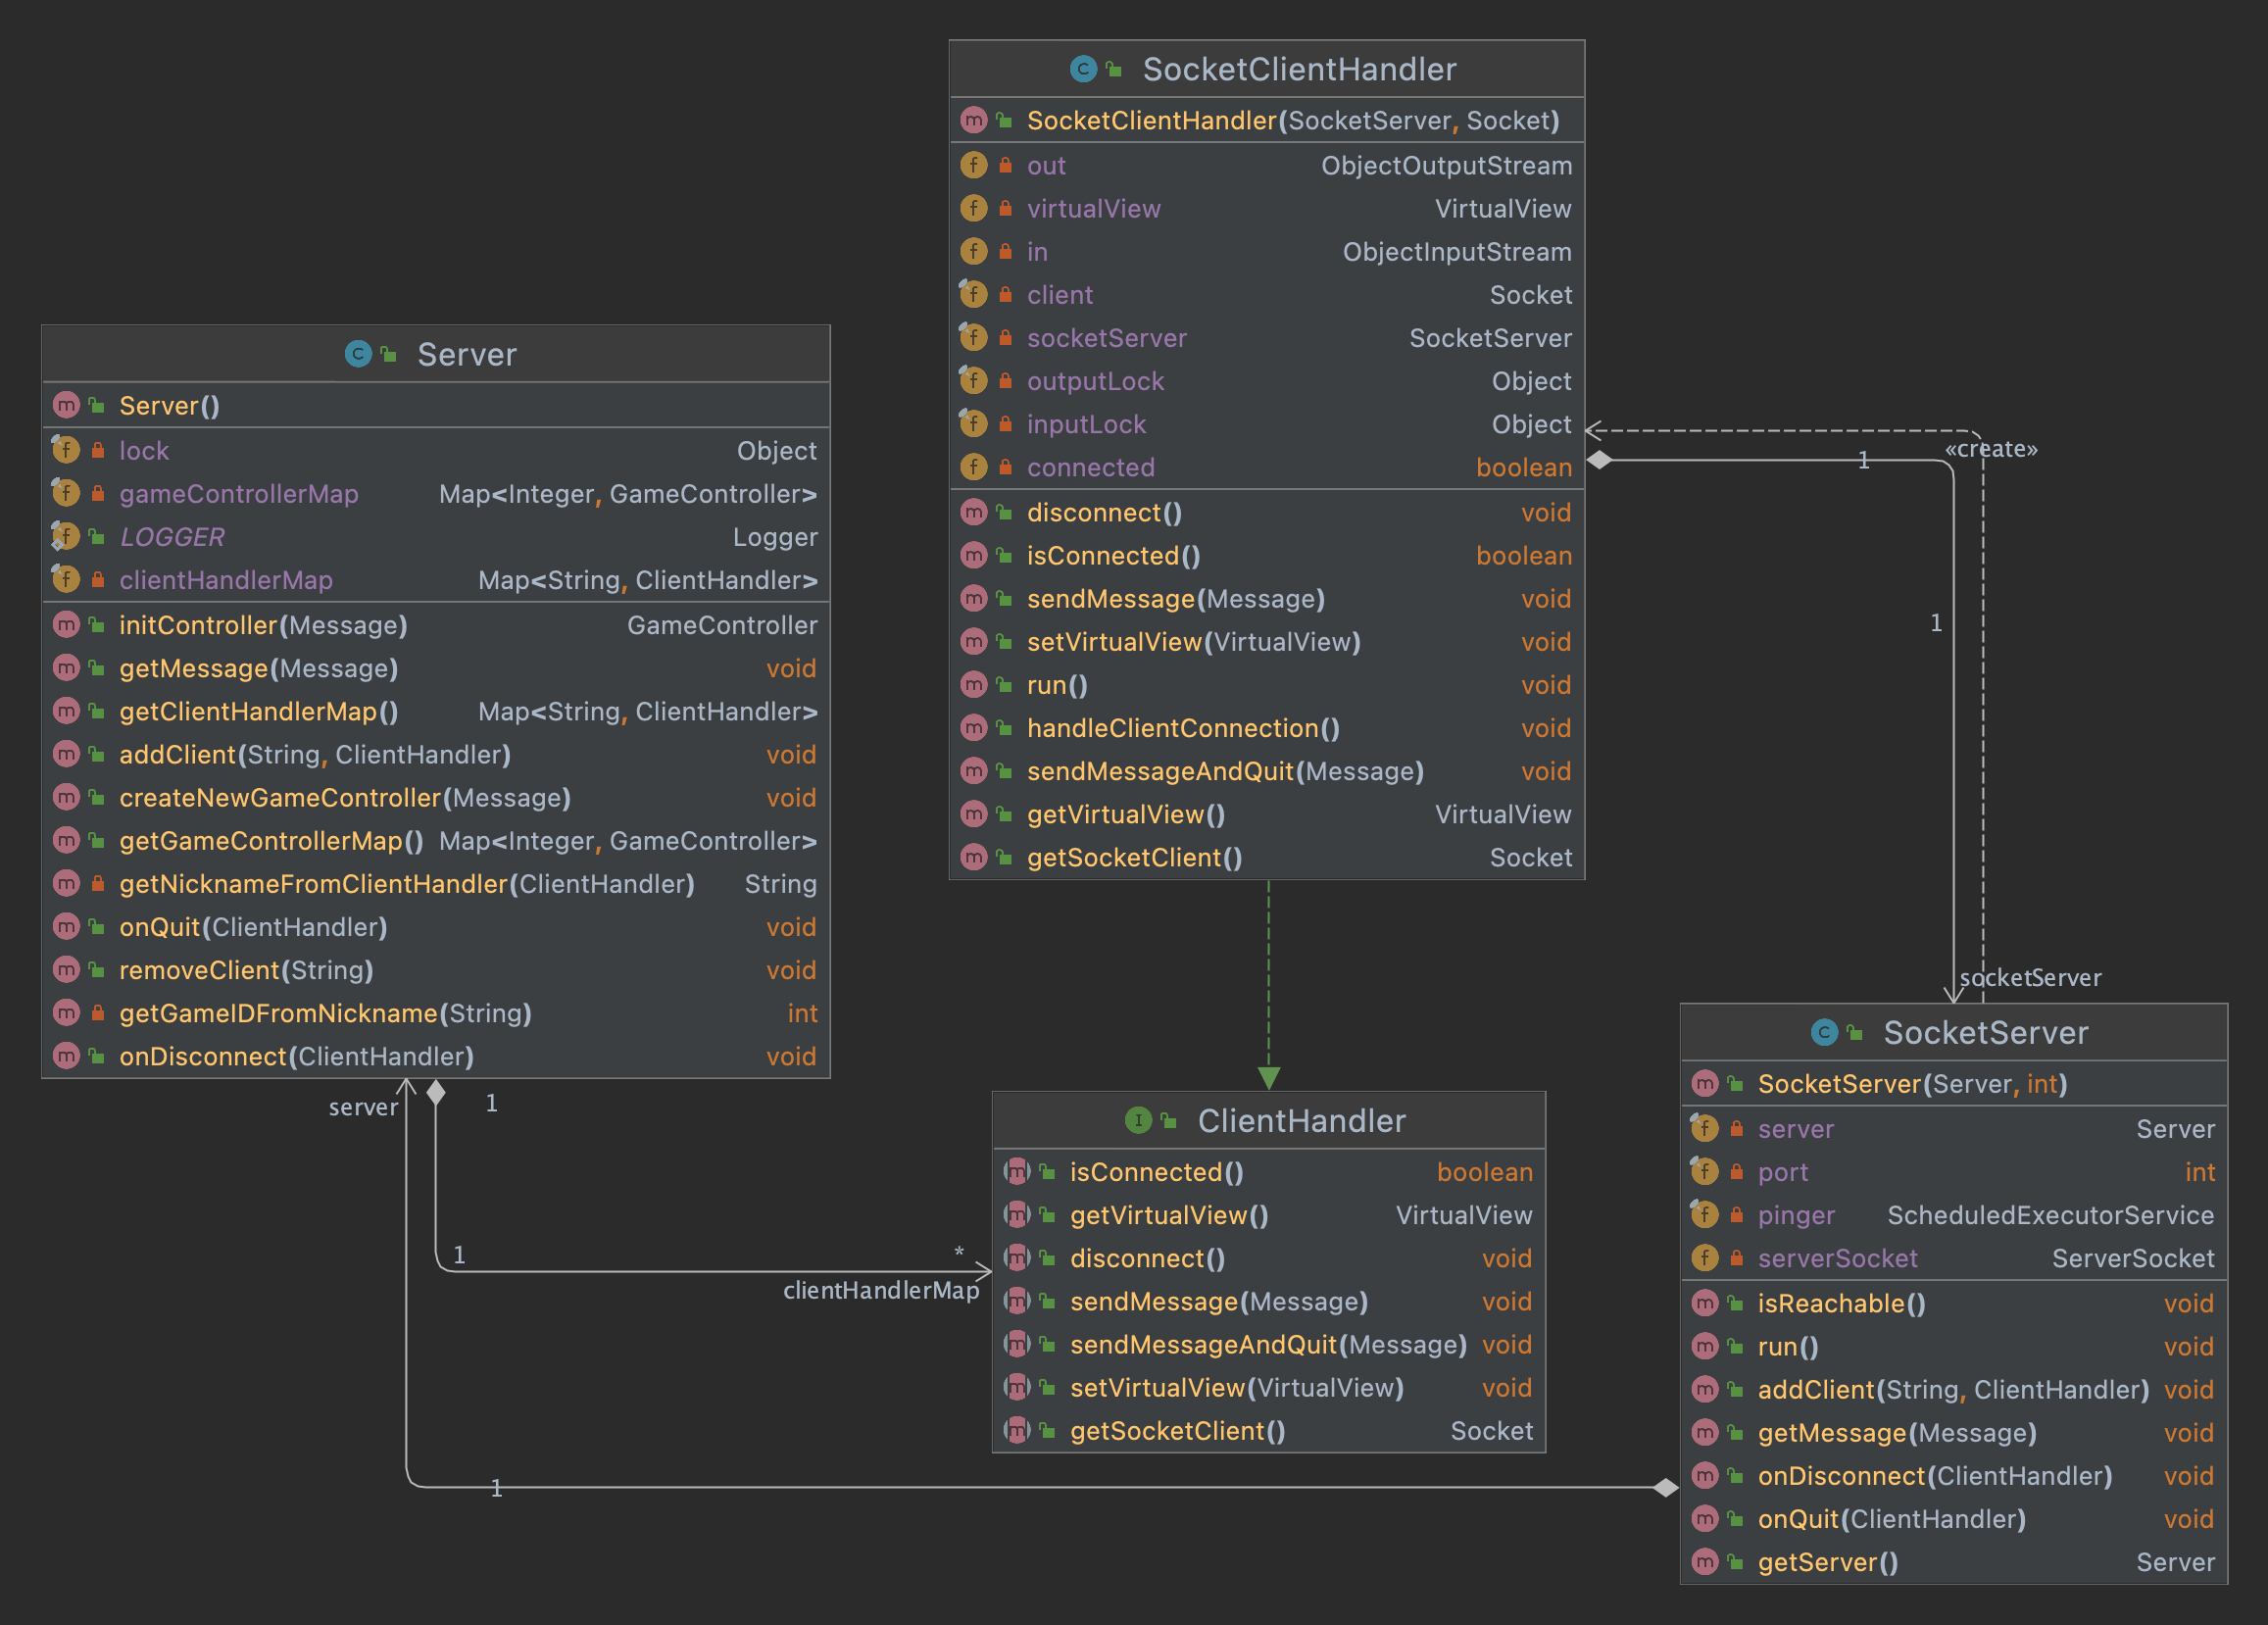 SocketClientHandler
SocketClientHandler(SocketServer, Socket)
out ObjectOutputStream
virtualView VirtualView
in ObjectInputStream
client Socket
socketServer SocketServer
outputLock Object
inputLock Object
connected boolean
disconnect() void
isConnected() boolean
sendMessage(Message) void
setVirtualView(VirtualView) void
run() void
handleClientConnection() void
sendMessageAndQuit(Message) void
getVirtualView() VirtualView
getSocketClient() Socket
Server
Server()
lock Object
gameControllerMap Map<Integer, GameController>
LOGGER Logger
clientHandlerMap Map<String, ClientHandler>
initController(Message) GameController
getMessage(Message) void
getClientHandlerMap() Map<String, ClientHandler>
addClient(String, ClientHandler) void
createNewGameController(Message) void
getGameControllerMap() Map<Integer, GameController>
getNicknameFromClientHandler(ClientHandler) String
onQuit(ClientHandler) void
removeClient(String) void
getGameIDFromNickname(String) int
onDisconnect(ClientHandler) void
«create»
1
1
socketServer
server
1
1
*
clientHandlerMap
1
ClientHandler
isConnected() boolean
getVirtualView() VirtualView
disconnect() void
sendMessage(Message) void
sendMessageAndQuit(Message) void
setVirtualView(VirtualView) void
getSocketClient() Socket
SocketServer
SocketServer(Server, int)
server Server
port int
pinger ScheduledExecutorService
serverSocket ServerSocket
isReachable() void
run() void
addClient(String, ClientHandler) void
getMessage(Message) void
onDisconnect(ClientHandler) void
onQuit(ClientHandler) void
getServer() Server